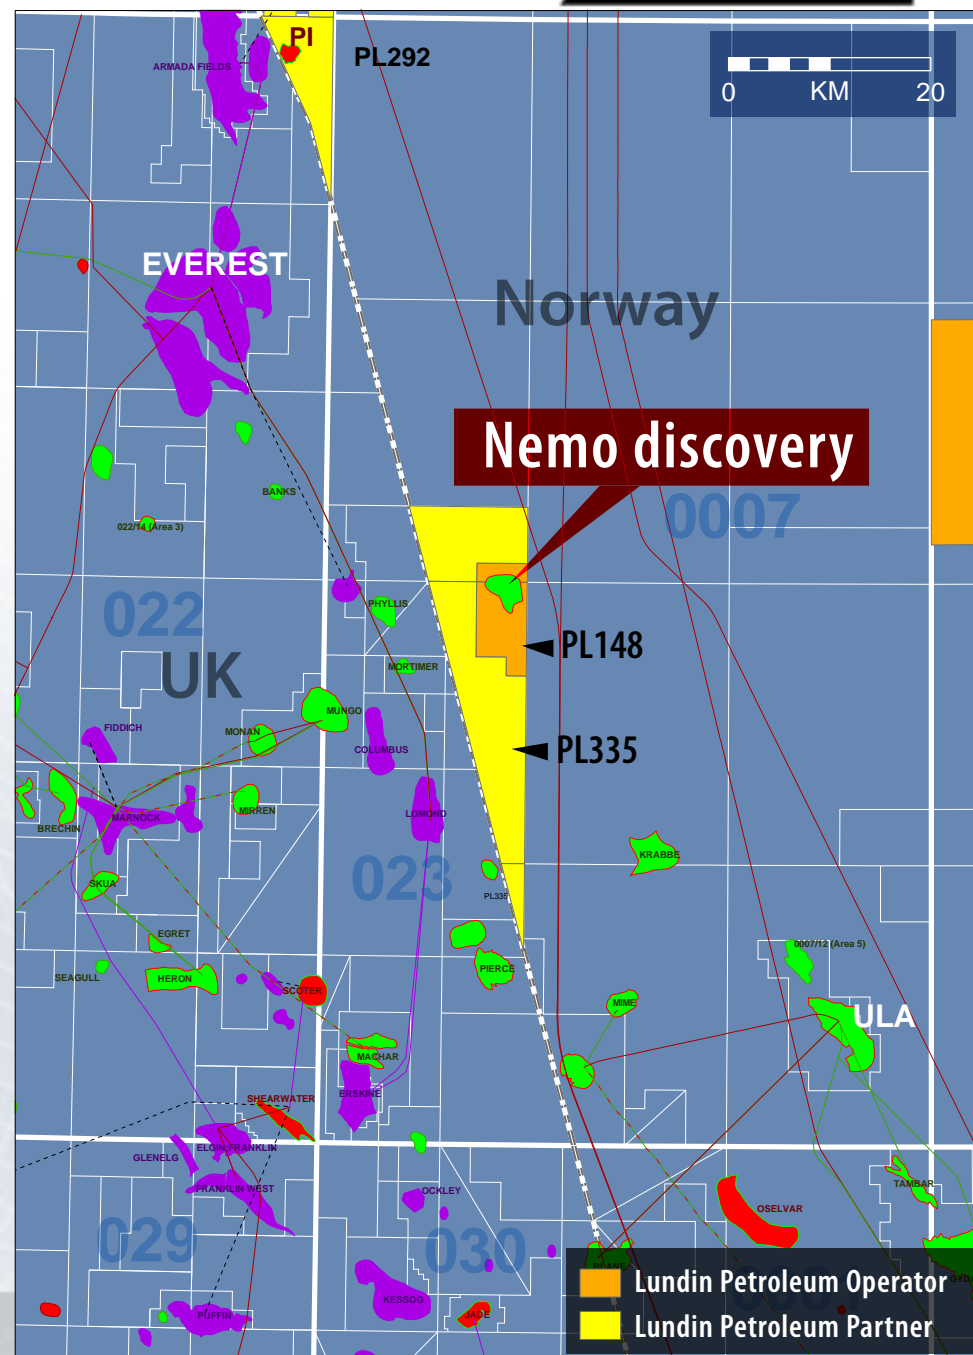 PI
PL292
ARMADA FIELDS
0 KM 20
EVEREST
Norway
Nemo discovery
0007
BANKS
022/14 (Area 3)
022
PHYLLIS
PL148
MORTIMER
UK
MUNGO
FIDDICH
MONAN
COLUMBUS
PL335
MARNOCK
MIRREN
LOMOND
BRECHIN
KRABBE
023
SKUA
PL335
EGRET
0007/12 (Area 5)
SEAGULL
HERON
PIERCE
SCOTER
MIME
ULA
MACHAR
ERSKINE
SHEARWATER
ELGIN-FRANKLIN
GLENELG
FRANKLIN WEST
OCKLEY
TAMBAR
OSELVAR
029
030
BLANE
KESSOG
PUFFIN
JADE
Lundin Petroleum Operator
Lundin Petroleum Partner